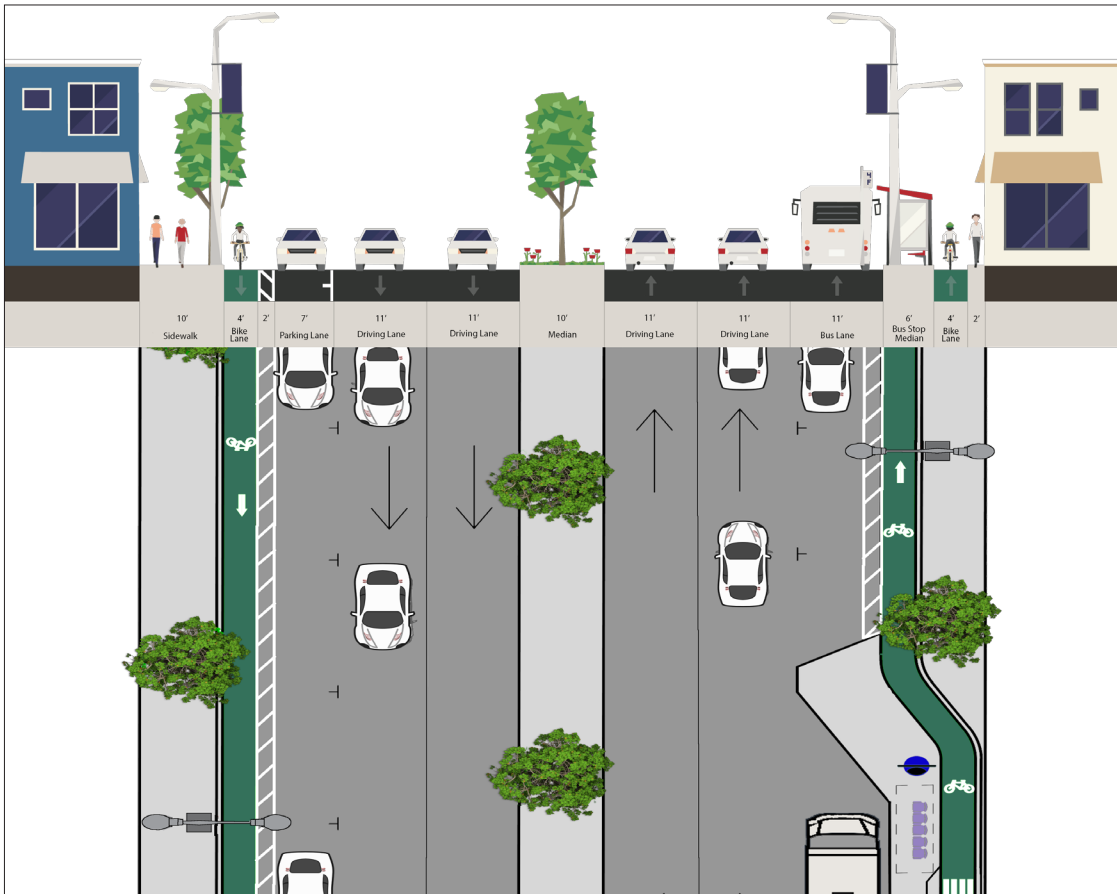 10’
Sidewalk
4’
Bike
Lane
2’
7’
Parking Lane
11’
Driving Lane
11’
Driving Lane
10’
Median
11’
Driving Lane
11’
Driving Lane
11’
Bus Lane
6’
Bus Stop
Median
4’
Bike
Lane
2’